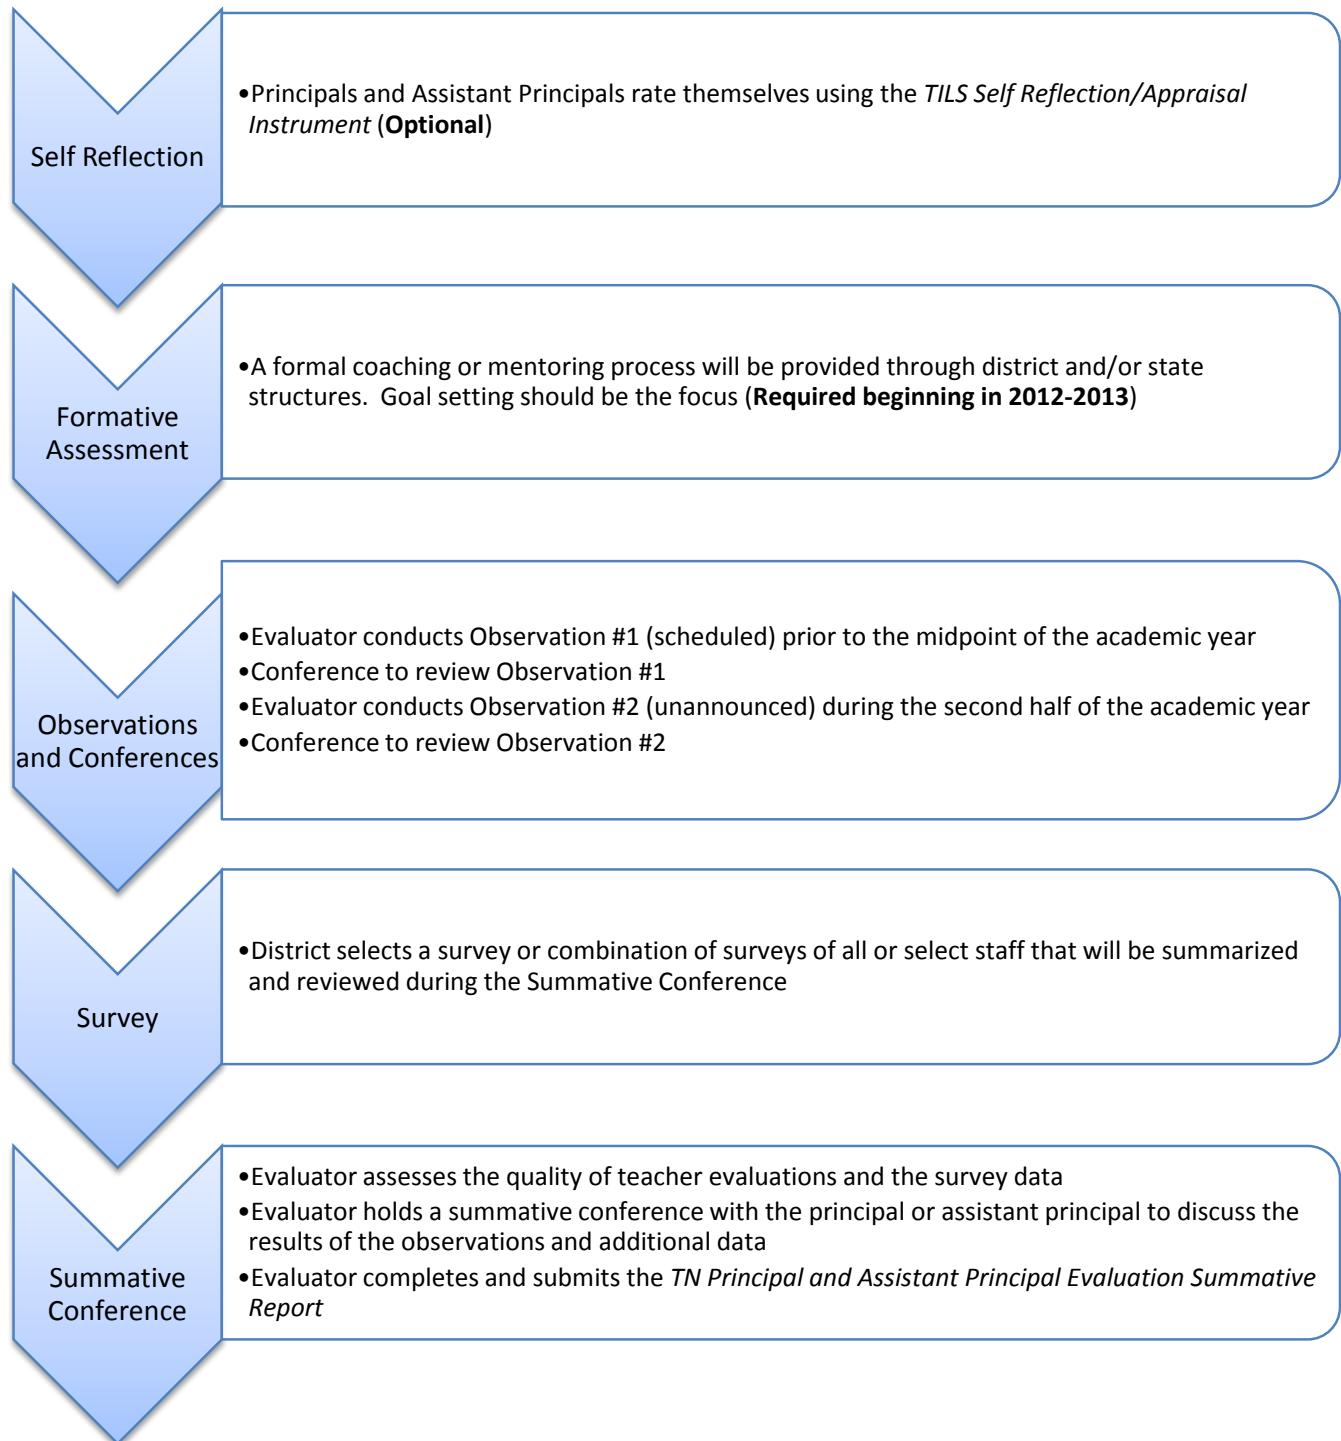 Self Reflection
•Principals and Assistant Principals rate themselves using the TILS Self Reflection/Appraisal
Instrument (Optional)
Formative
Assessment
•A formal coaching or mentoring process will be provided through district and/or state
structures.  Goal setting should be the focus (Required beginning in 2012-2013)
Observations
and Conferences
•Evaluator conducts Observation #1 (scheduled) prior to the midpoint of the academic year
•Conference to review Observation #1
•Evaluator conducts Observation #2 (unannounced) during the second half of the academic year
•Conference to review Observation #2
Survey
•District selects a survey or combination of surveys of all or select staff that will be summarized
and reviewed during the Summative Conference
Summative
Conference
•Evaluator assesses the quality of teacher evaluations and the survey data
•Evaluator holds a summative conference with the principal or assistant principal to discuss the
results of the observations and additional data
•Evaluator completes and submits the TN Principal and Assistant Principal Evaluation Summative
Report